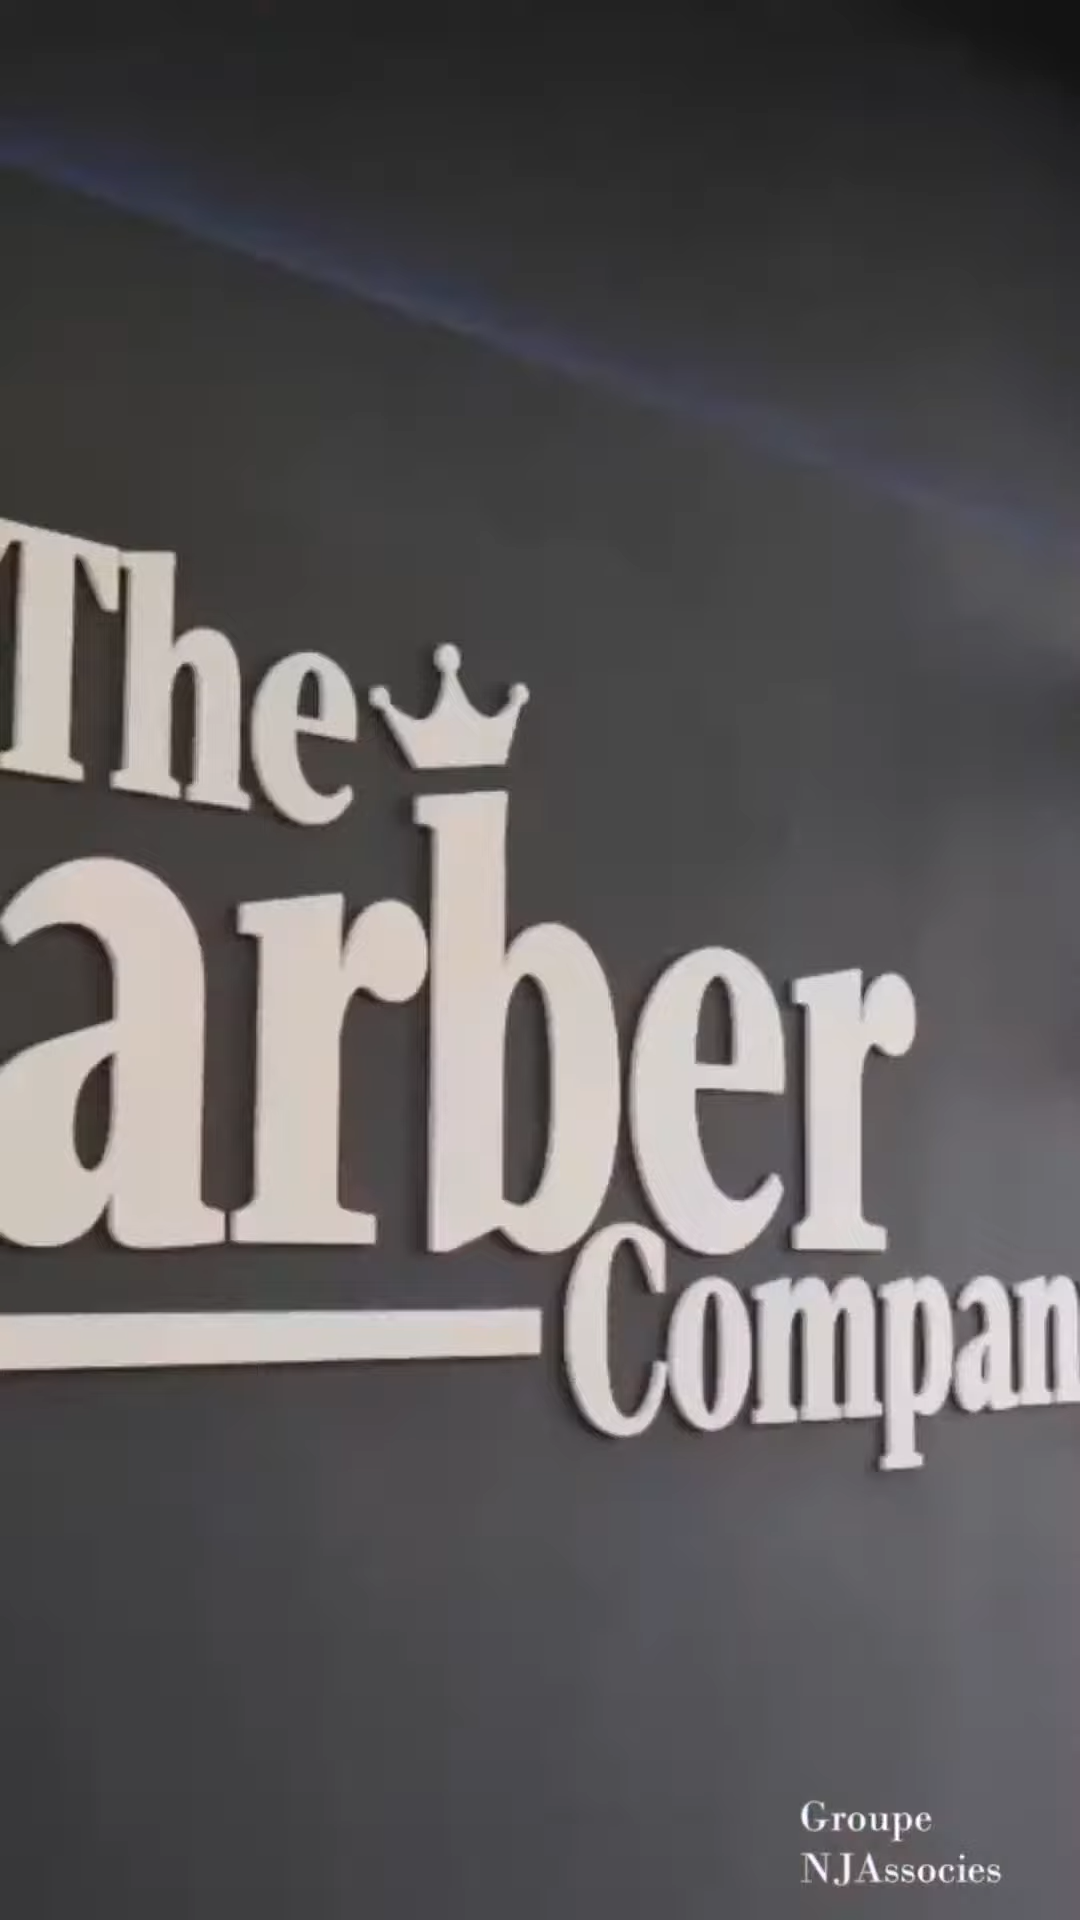 The
arber
Compan
Groupe
NJAssocies